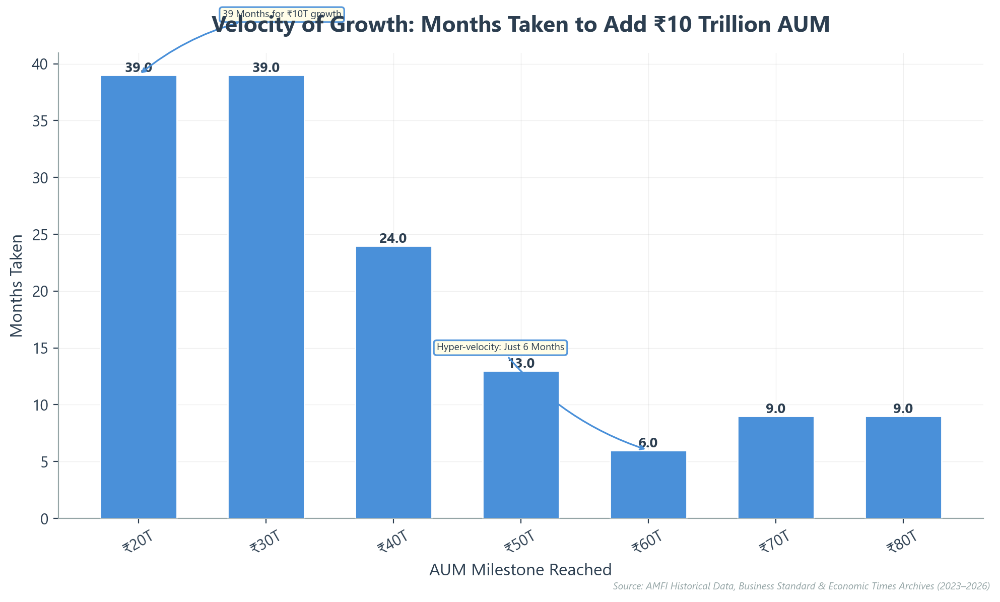 39 Months for ₹10T growth
Velocity of Growth: Months Taken to Add ₹10 Trillion AUM
Months Taken
40
35
30
25
20
15
10
5
0
39.0
39.0
24.0
Hyper-velocity: Just 6 Months
13.0
6.0
9.0
9.0
₹20T
₹30T
₹40T
₹50T
₹60T
₹70T
₹80T
AUM Milestone Reached
Source: AMFI Historical Data, Business Standard & Economic Times Archives (2023–2026)